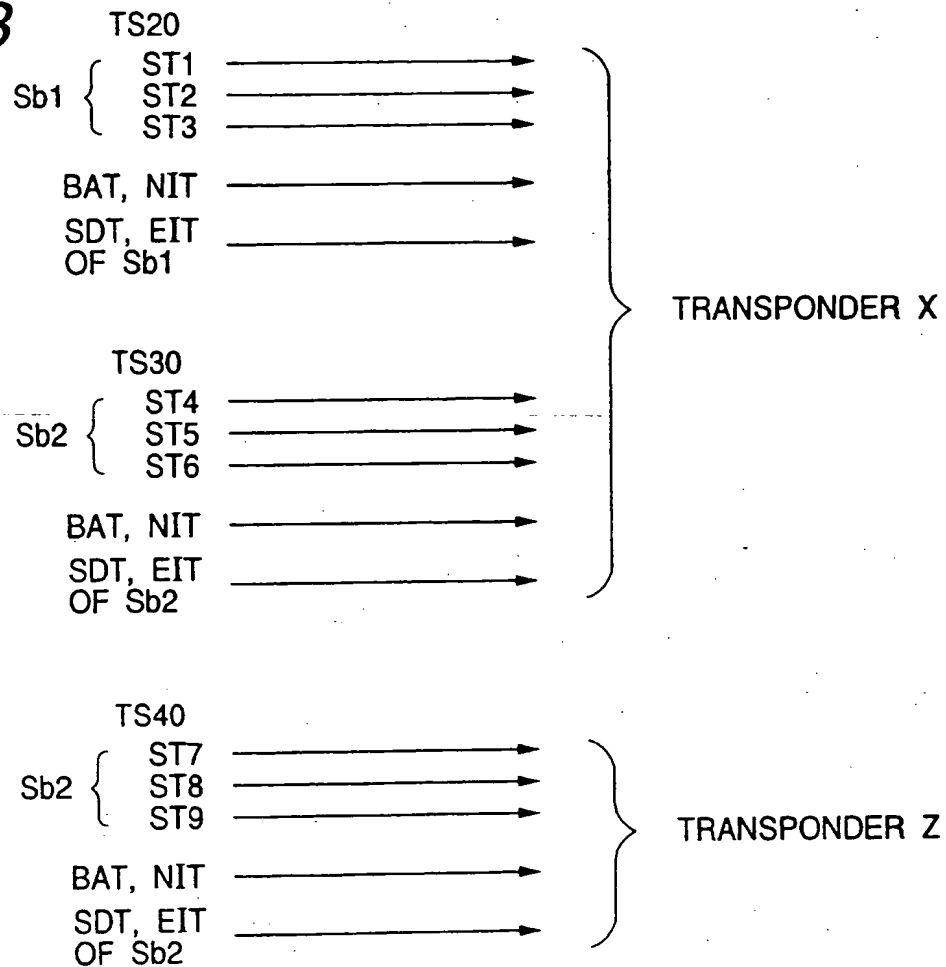 TS20
ST1
Sb1 { ST2
ST3
BAT, NIT
SDT, EIT
OF Sb1
TRANSPONDER X
TS30
ST4
Sb2 { ST5
ST6
BAT, NIT
SDT, EIT
OF Sb2
TS40
ST7
Sb2 { ST8
ST9
TRANSPONDER Z
BAT, NIT
SDT, EIT
OF Sb2